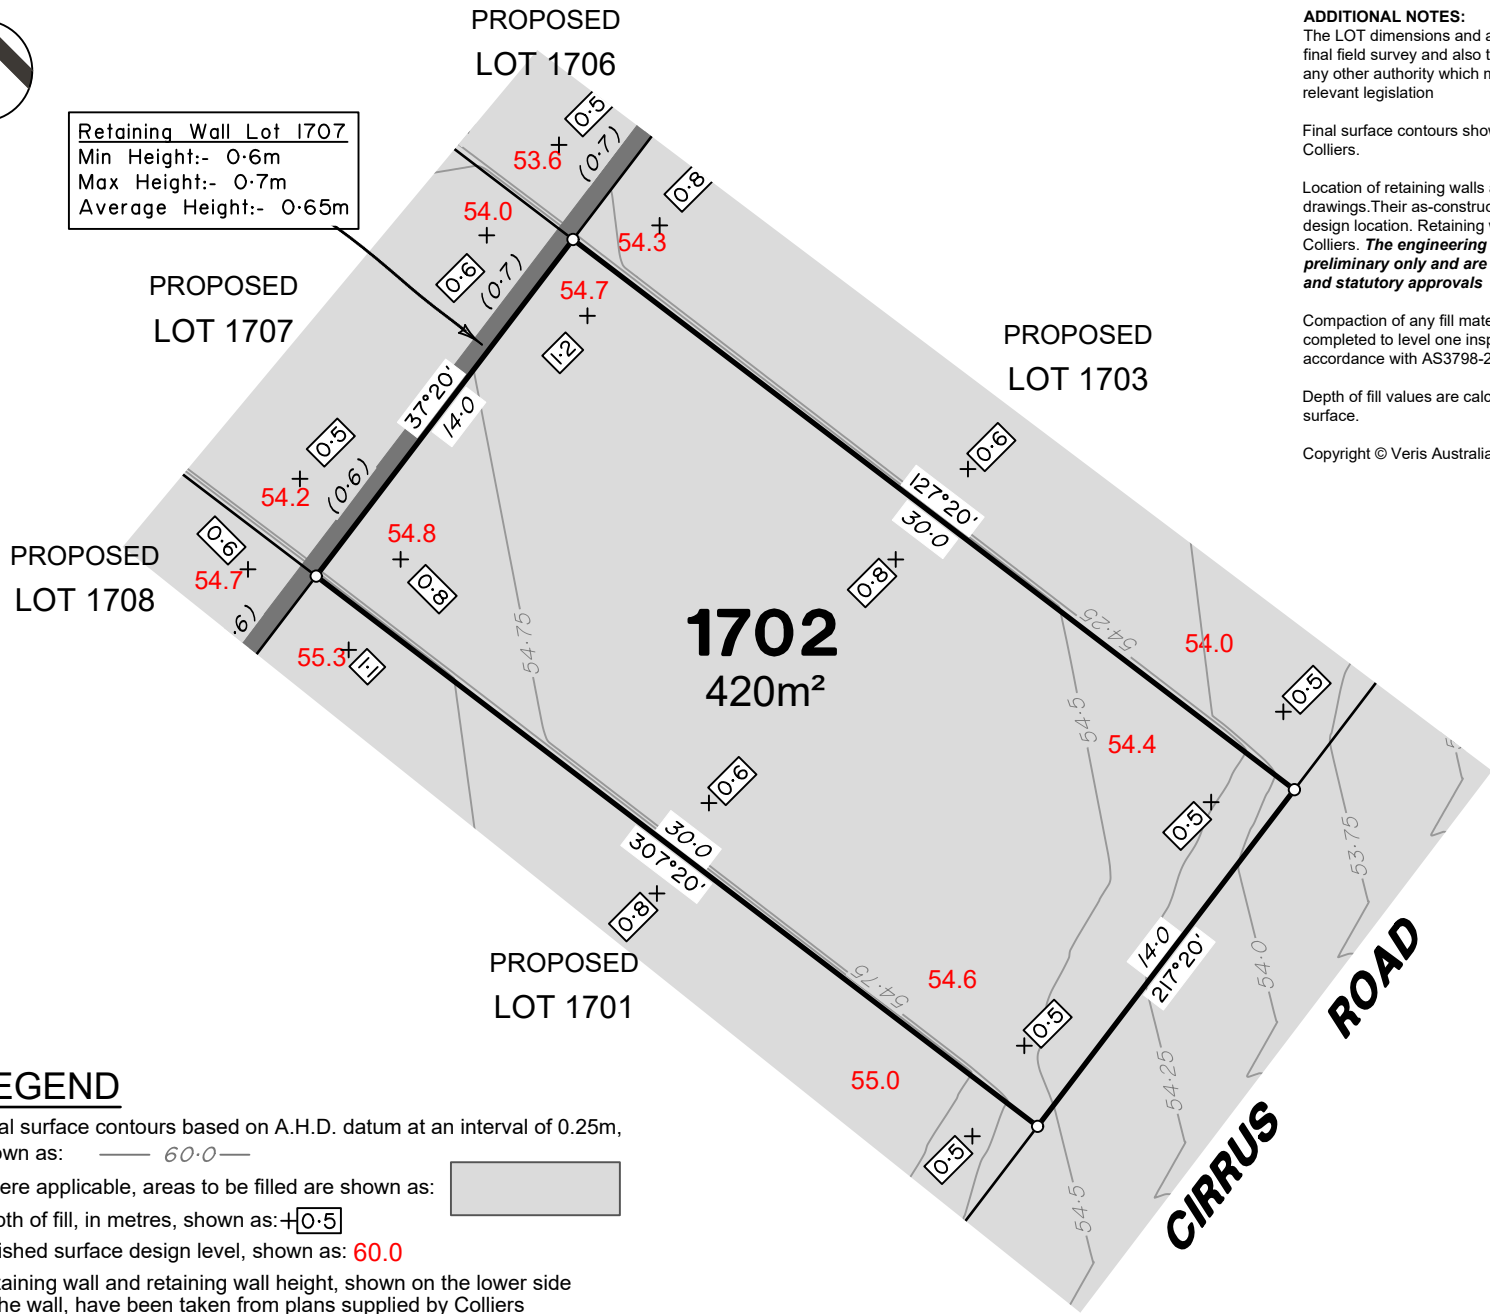 PROPOSED
LOT 1706
ADDITIONAL NOTES:
The LOT dimensions and a
final field survey and also t
any other authority which m
relevant legislation
Final surface contours show
Colliers.
Location of retaining walls a
drawings.Their as-construc
design location. Retaining w
Colliers. The engineering
preliminary only and are
and statutory approvals
Compaction of any fill mate
completed to level one insp
accordance with AS3798-2
Depth of fill values are calc
surface.
Copyright © Veris Australia
Retaining Wall Lot 1707
Min Height:- 0·6m
Max Height:- 0·7m
Average Height:- 0·65m
0·5
53.6
(0·7)
0·8
54.0
54.3
0·6
(0·7)
54.7
1·2
PROPOSED
LOT 1707
PROPOSED
LOT 1703
37°20'
14·0
0·5
54.2
(0·6)
0·6
127°20'
30·0
0·6
54.7
54.8
0·8
0·8
PROPOSED
LOT 1708
·6)
55.3
1·1
54·75
1702
420m²
54·25
54.0
0·5
54·5
54.4
0·6
0·5
53·75
5
30·0
307°20'
0·8
PROPOSED
LOT 1701
54·75
54.6
14·0
217°20'
54·0
0·5
55.0
54·25
0·5
54·5
CIRRUS ROAD
EGEND
al surface contours based on A.H.D. datum at an interval of 0.25m,
own as: 60·0
ere applicable, areas to be filled are shown as:
pth of fill, in metres, shown as: 0·5
ished surface design level, shown as: 60.0
taining wall and retaining wall height, shown on the lower side
he wall, have been taken from plans supplied by Colliers